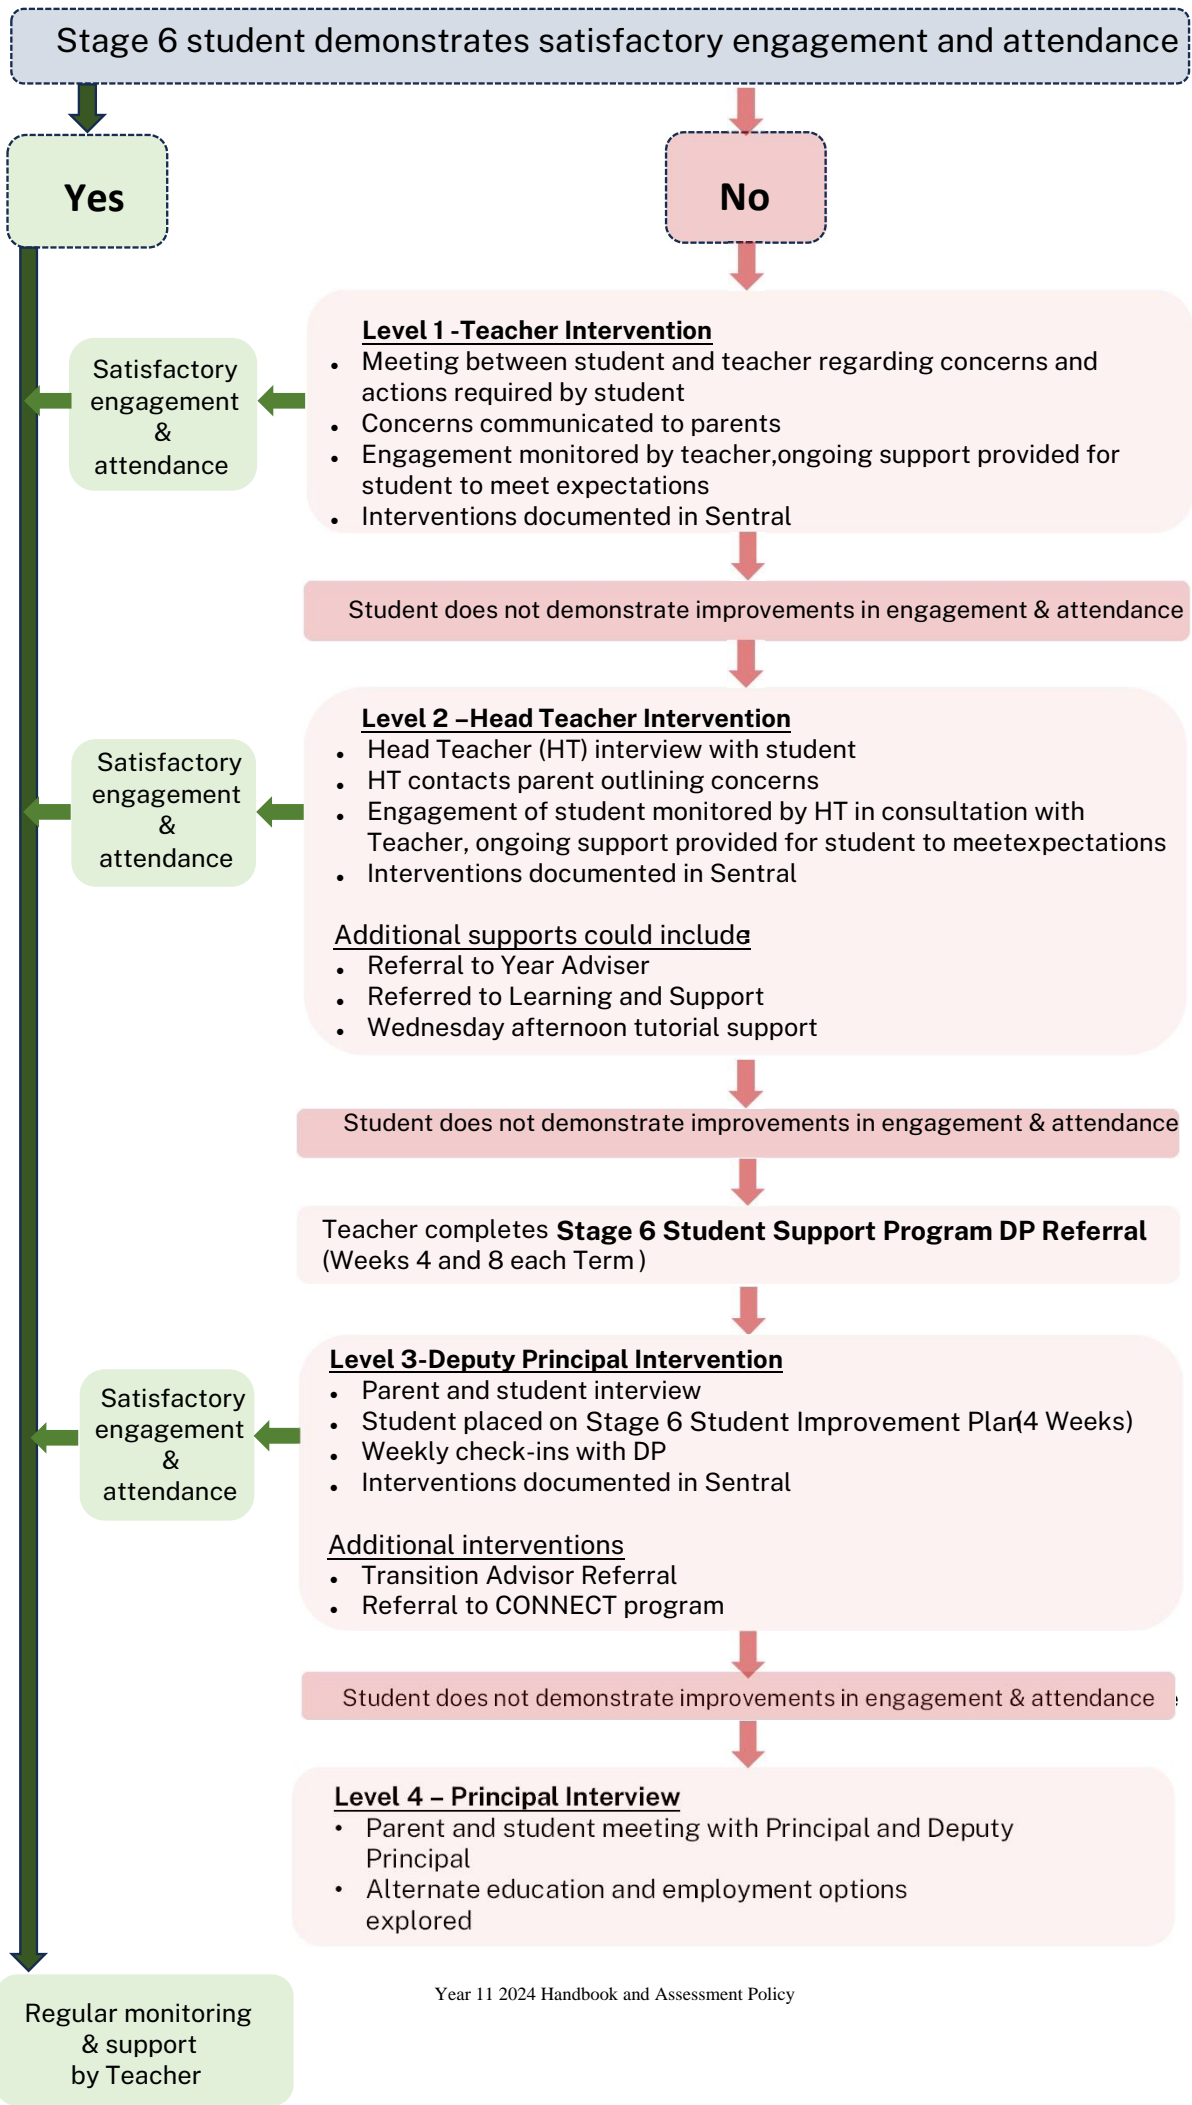 Stage 6 student demonstrates satisfactory engagement and attendance
Yes
No
Level 1 -Teacher Intervention
• Meeting between student and teacher regarding concerns and
actions required by student
• Concerns communicated to parents
• Engagement monitored by teacher,ongoing support provided for
student to meet expectations
• Interventions documented in Sentral
Satisfactory
engagement
&
attendance
Student does not demonstrate improvements in engagement & attendance
Level 2 –Head Teacher Intervention
• Head Teacher (HT) interview with student
• HT contacts parent outlining concerns
• Engagement of student monitored by HT in consultation with
Teacher, ongoing support provided for student to meetexpectations
• Interventions documented in Sentral
Additional supports could include:
• Referral to Year Adviser
• Referred to Learning and Support
• Wednesday afternoon tutorial support
Satisfactory
engagement
&
attendance
Student does not demonstrate improvements in engagement & attendance
Teacher completes Stage 6 Student Support Program DP Referral
(Weeks 4 and 8 each Term )
Level 3-Deputy Principal Intervention
• Parent and student interview
• Student placed on Stage 6 Student Improvement Plan(4 Weeks)
• Weekly check-ins with DP
• Interventions documented in Sentral
Additional interventions
• Transition Advisor Referral
• Referral to CONNECT program
Satisfactory
engagement
&
attendance
Student does not demonstrate improvements in engagement & attendance
Level 4 – Principal Interview
• Parent and student meeting with Principal and Deputy
Principal
• Alternate education and employment options
explored
Year 11 2024 Handbook and Assessment Policy
Regular monitoring
& support
by Teacher